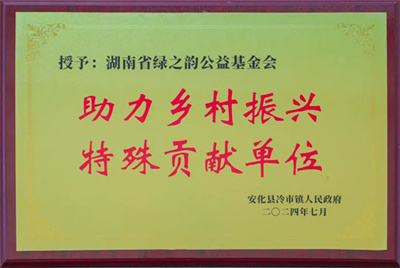 授予：湖南省绿之韵公益基金会
助力乡村振兴
特殊贡献单位
安化县冷市镇人民政府
二〇二四年七月